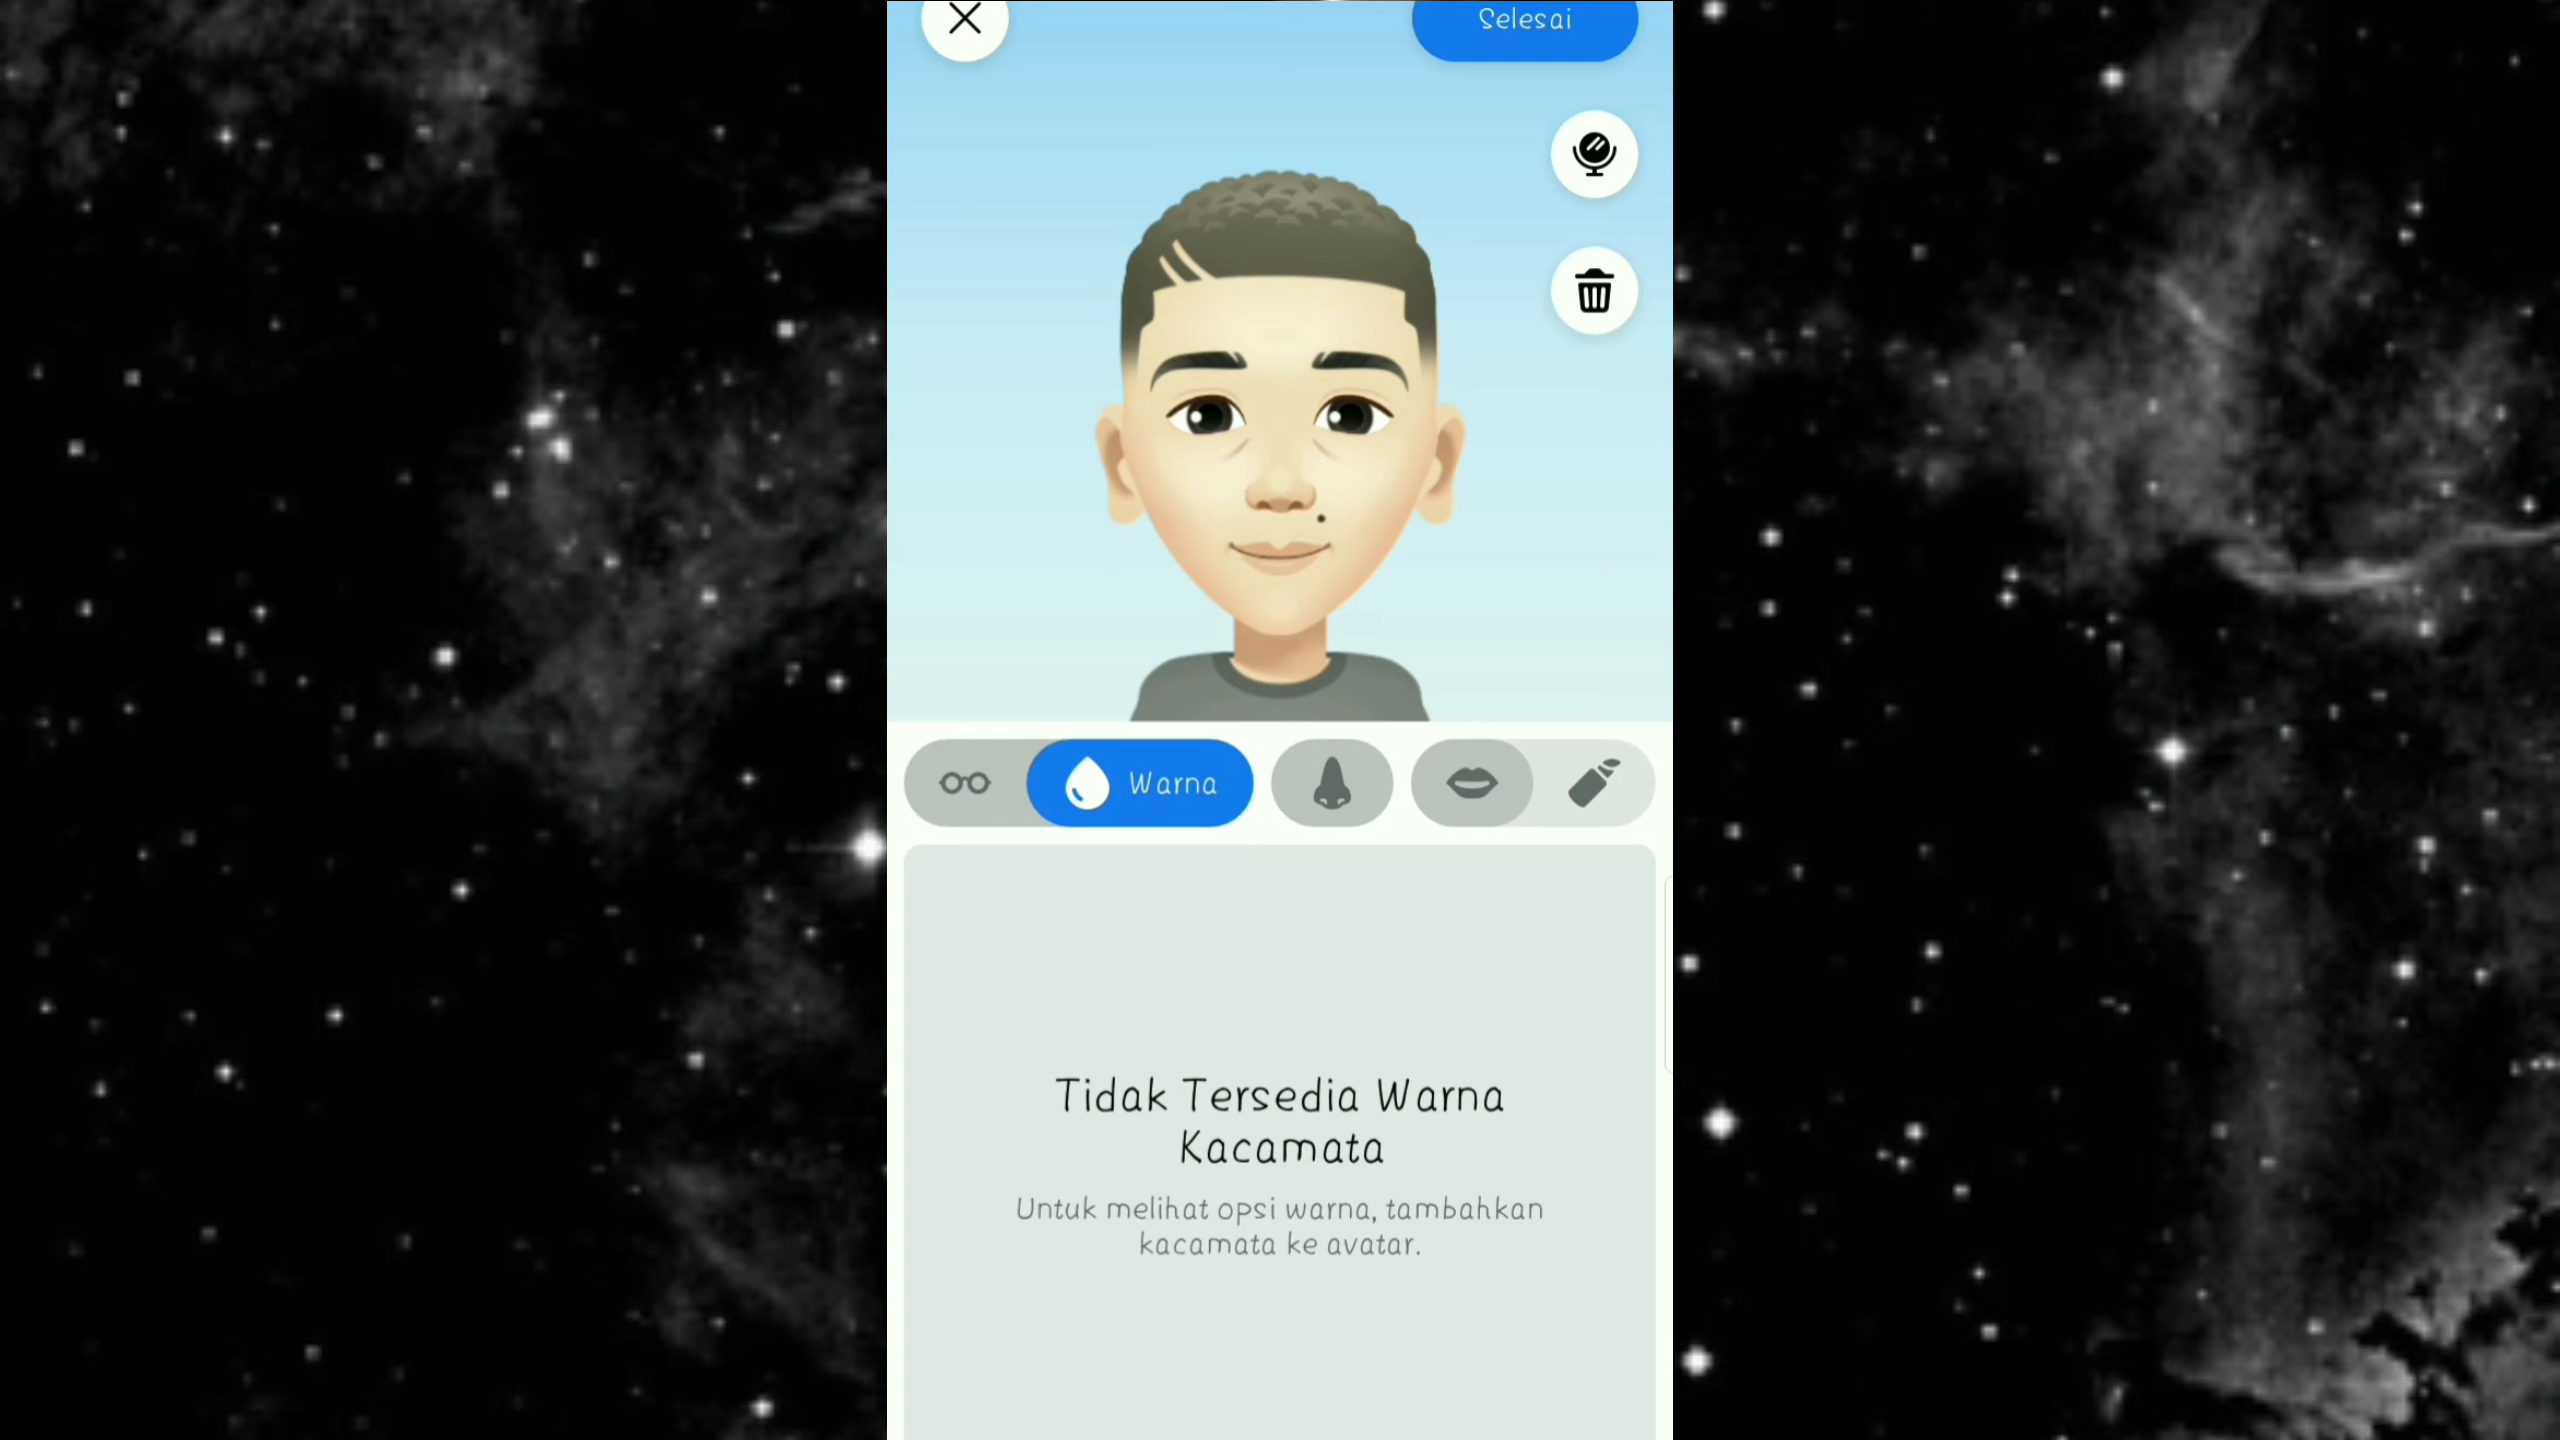 Selesai
Warna
Tidak Tersedia Warna
Kacamata
Untuk melihat opsi warna, tambahkan
kacamata ke avatar.